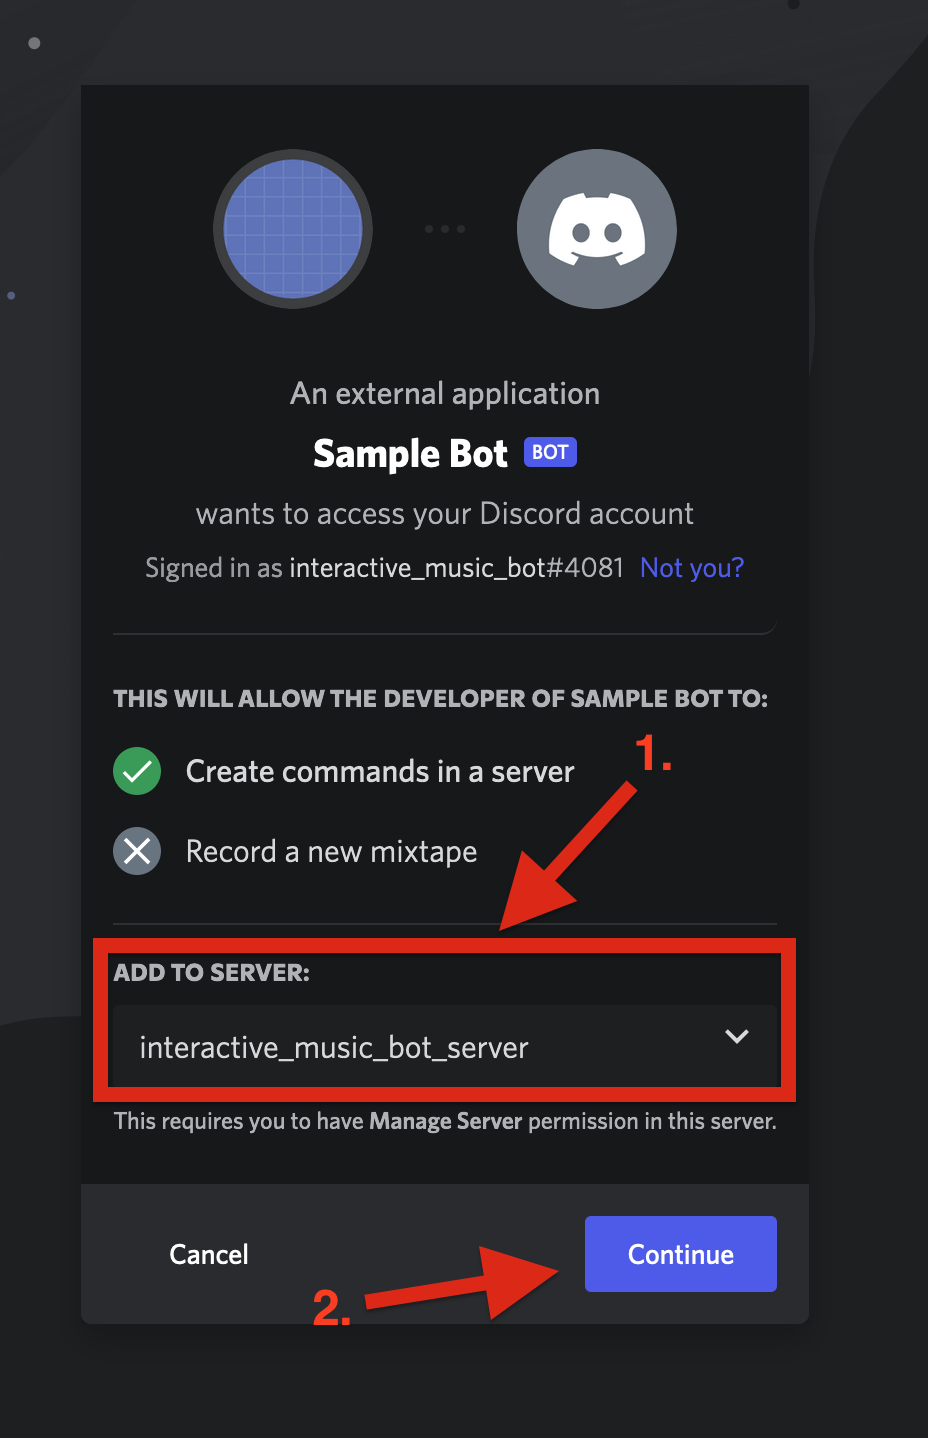 An external application
Sample Bot BOT
wants to access your Discord account
Signed in as interactive_music_bot#4081 Not you?
THIS WILL ALLOW THE DEVELOPER OF SAMPLE BOT TO:
1.
Create commands in a server
Record a new mixtape
ADD TO SERVER:
interactive_music_bot_server
This requires you to have Manage Server permission in this server.
Cancel
Continue
2.